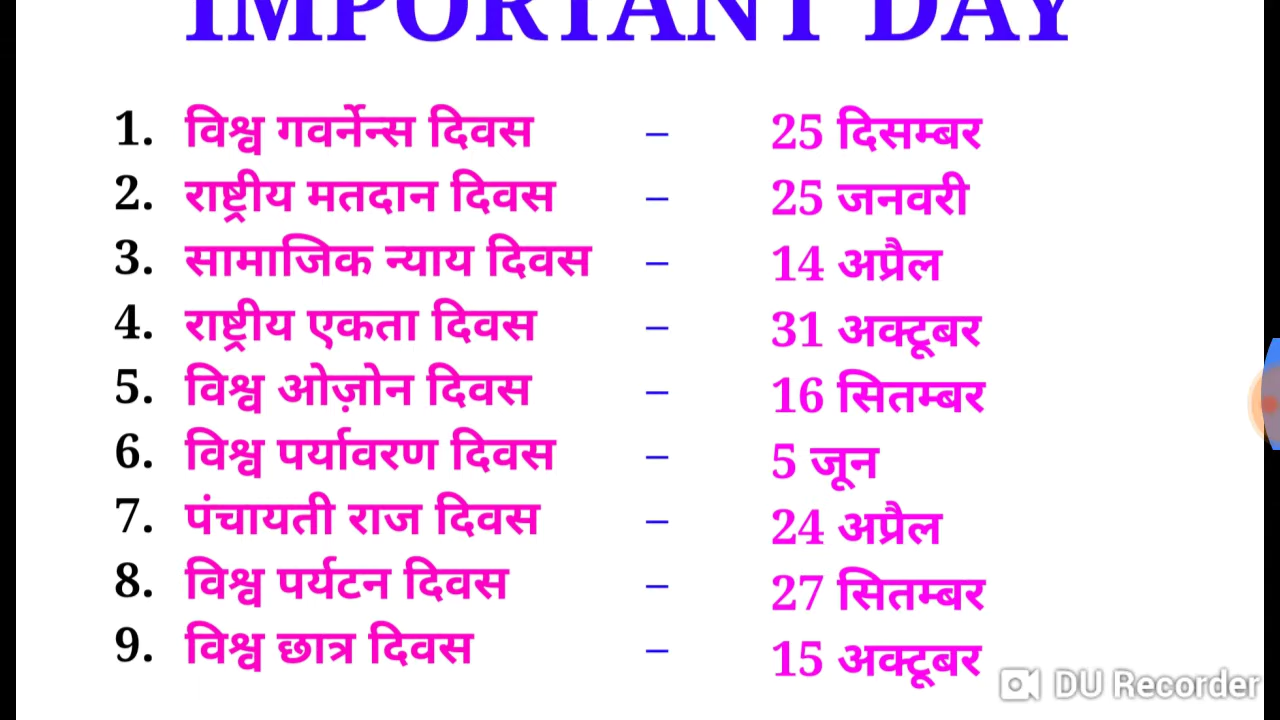 IMPORTANT DAY
1. विश्व गवर्नेन्स दिवस – 25 दिसम्बर
2. राष्ट्रीय मतदान दिवस – 25 जनवरी
3. सामाजिक न्याय दिवस – 14 अप्रैल
4. राष्ट्रीय एकता दिवस – 31 अक्टूबर
5. विश्व ओज़ोन दिवस – 16 सितम्बर
6. विश्व पर्यावरण दिवस – 5 जून
7. पंचायती राज दिवस – 24 अप्रैल
8. विश्व पर्यटन दिवस – 27 सितम्बर
9. विश्व छात्र दिवस – 15 अक्टूबर
DU Recorder